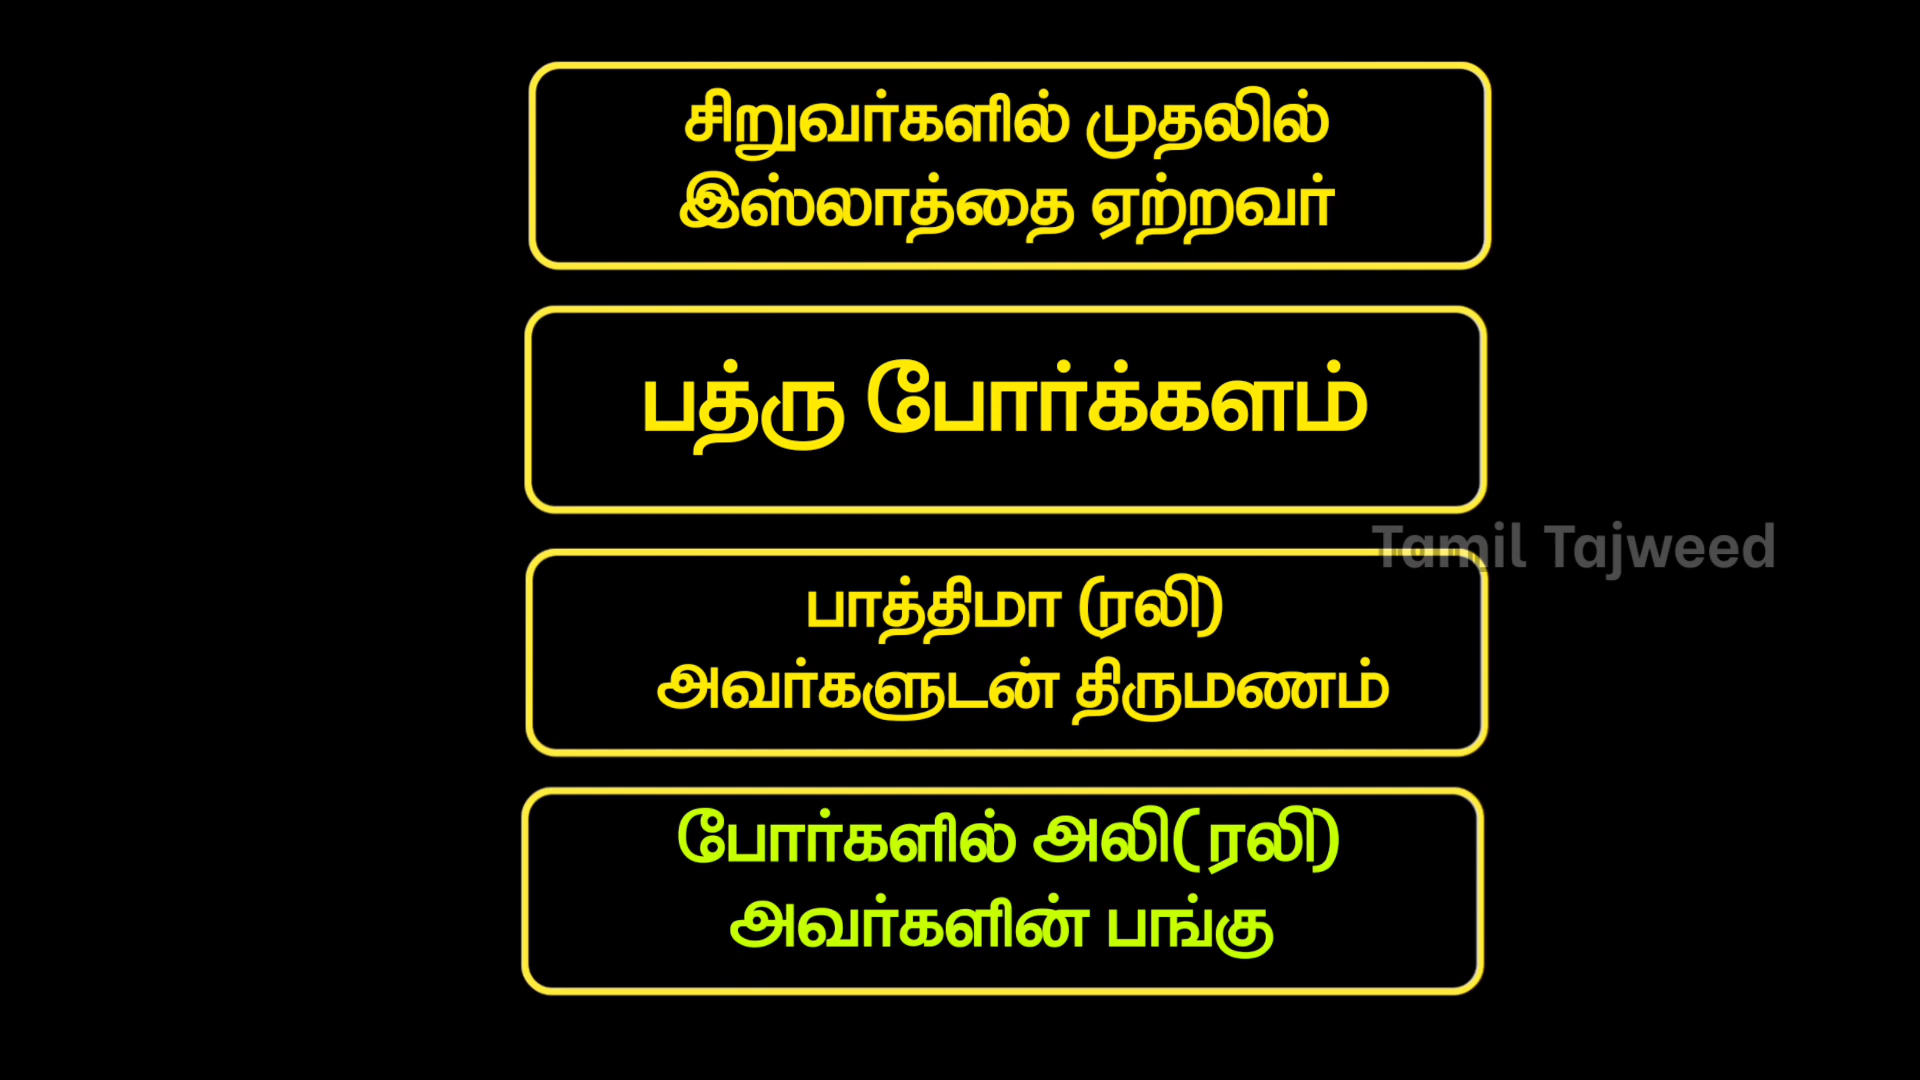 சிறுவர்களில் முதலில்
இஸ்லாத்தை ஏற்றவர்
பத்ரு போர்க்களம்
Tamil Tajweed
பாத்திமா (ரலி)
அவர்களுடன் திருமணம்
போர்களில் அலி(ரலி)
அவர்களின் பங்கு